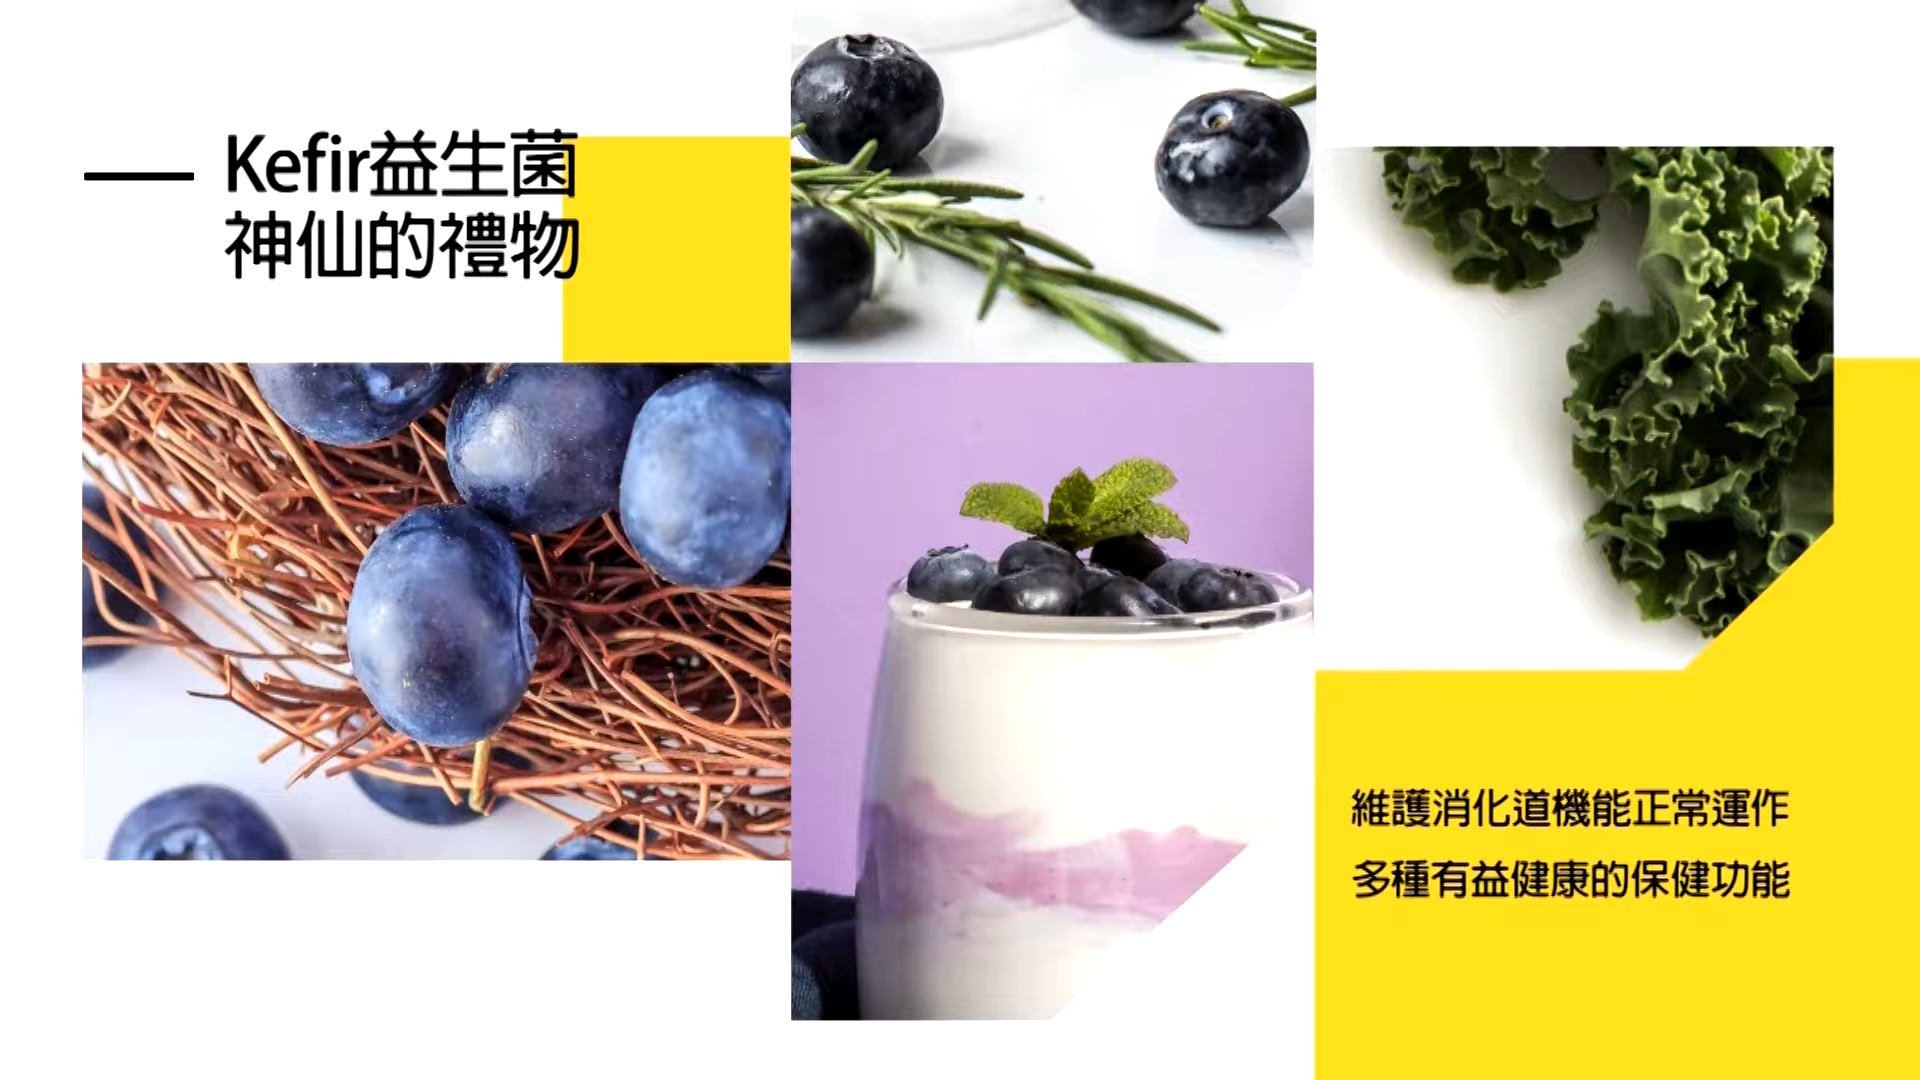 Kefir益生菌
神仙的禮物
維護消化道機能正常運作
多種有益健康的保健功能